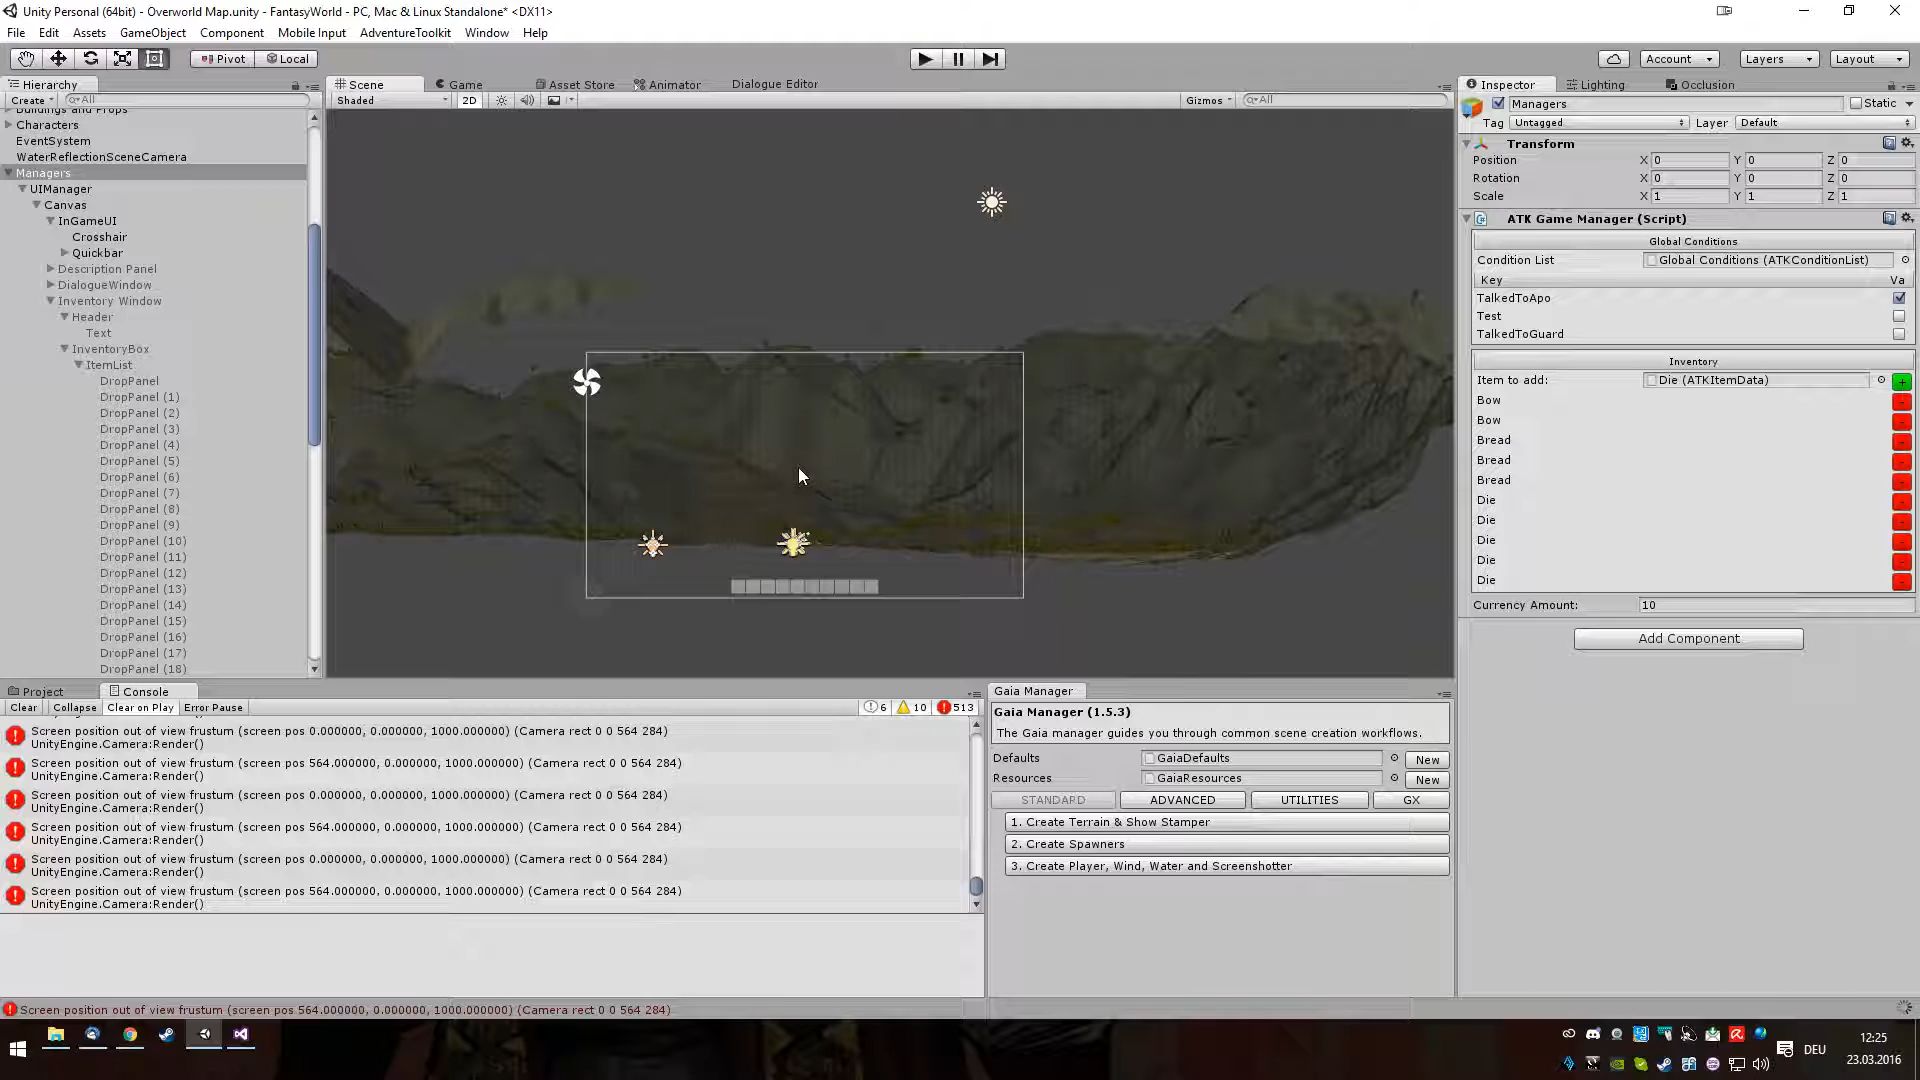 Unity Personal (64bit) - Overworld Map.unity - FantasyWorld - PC, Mac & Linux Standalone* <DX11>
File Edit Assets GameObject Component Mobile Input AdventureToolkit Window Help
Pivot Local Account Layers Layout
Hierarchy
Create All
Buildings and Props
Characters
EventSystem
WaterReflectionSceneCamera
Managers
UIManager
Canvas
InGameUI
Crosshair
Quickbar
Description Panel
DialogueWindow
Inventory Window
Header
Text
InventoryBox
ItemList
DropPanel
DropPanel (1)
DropPanel (2)
DropPanel (3)
DropPanel (4)
DropPanel (5)
DropPanel (6)
DropPanel (7)
DropPanel (8)
DropPanel (9)
DropPanel (10)
DropPanel (11)
DropPanel (12)
DropPanel (13)
DropPanel (14)
DropPanel (15)
DropPanel (16)
DropPanel (17)
DropPanel (18)
Scene Game Asset Store Animator Dialogue Editor
Shaded 2D Gizmos All
Inspector Lighting Occlusion
Managers Static
Tag Untagged Layer Default
Transform
Position X 0 Y 0 Z 0
Rotation X 0 Y 0 Z 0
Scale X 1 Y 1 Z 1
ATK Game Manager (Script)
Global Conditions
Condition List Global Conditions (ATKConditionList)
Key Va
TalkedToApo
Test
TalkedToGuard
Inventory
Item to add: Die (ATKItemData)
Bow
Bow
Bread
Bread
Bread
Die
Die
Die
Die
Die
Currency Amount: 10
Add Component
Project Console
Clear Collapse Clear on Play Error Pause 6 10 513
Screen position out of view frustum (screen pos 0.000000, 0.000000, 1000.000000) (Camera rect 0 0 564 284)
UnityEngine.Camera:Render()
Screen position out of view frustum (screen pos 564.000000, 0.000000, 1000.000000) (Camera rect 0 0 564 284)
UnityEngine.Camera:Render()
Screen position out of view frustum (screen pos 0.000000, 0.000000, 1000.000000) (Camera rect 0 0 564 284)
UnityEngine.Camera:Render()
Screen position out of view frustum (screen pos 564.000000, 0.000000, 1000.000000) (Camera rect 0 0 564 284)
UnityEngine.Camera:Render()
Screen position out of view frustum (screen pos 0.000000, 0.000000, 1000.000000) (Camera rect 0 0 564 284)
UnityEngine.Camera:Render()
Screen position out of view frustum (screen pos 564.000000, 0.000000, 1000.000000) (Camera rect 0 0 564 284)
UnityEngine.Camera:Render()
Gaia Manager
Gaia Manager (1.5.3)
The Gaia manager guides you through common scene creation workflows.
Defaults GaiaDefaults New
Resources GaiaResources New
STANDARD ADVANCED UTILITIES GX
1. Create Terrain & Show Stamper
2. Create Spawners
3. Create Player, Wind, Water and Screenshotter
Screen position out of view frustum (screen pos 564.000000, 0.000000, 1000.000000) (Camera rect 0 0 564 284)
DEU
12:25
23.03.2016